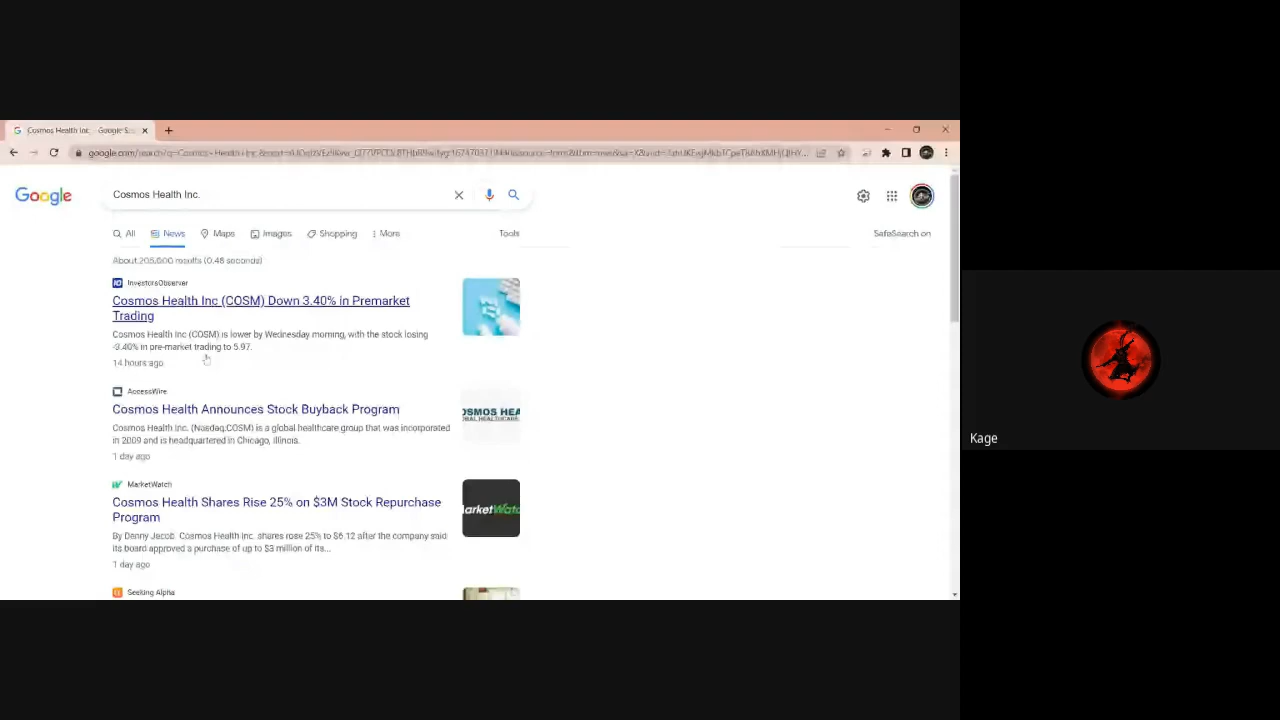 Cosmos Health Inc. - Google S...
Google
Cosmos Health Inc.
All
News
Maps
Images
Shopping
More
Tools
SafeSearch on
About 205,000 results (0.48 seconds)
InvestorsObserver
Cosmos Health Inc (COSM) Down 3.40% in Premarket
Trading
Cosmos Health Inc (COSM) is lower by Wednesday morning, with the stock losing
-3.40% in pre-market trading to 5.97.
14 hours ago
AccessWire
Cosmos Health Announces Stock Buyback Program
Cosmos Health Inc. (Nasdaq:COSM) is a global healthcare group that was incorporated
in 2009 and is headquartered in Chicago, Illinois.
1 day ago
OSMOS HEA
MarketWatch
Cosmos Health Shares Rise 25% on $3M Stock Repurchase
Program
By Denny Jacob. Cosmos Health Inc. shares rose 25% to $6.12 after the company said
its board approved a purchase of up to $3 million of its...
1 day ago
Seeking Alpha
Kage